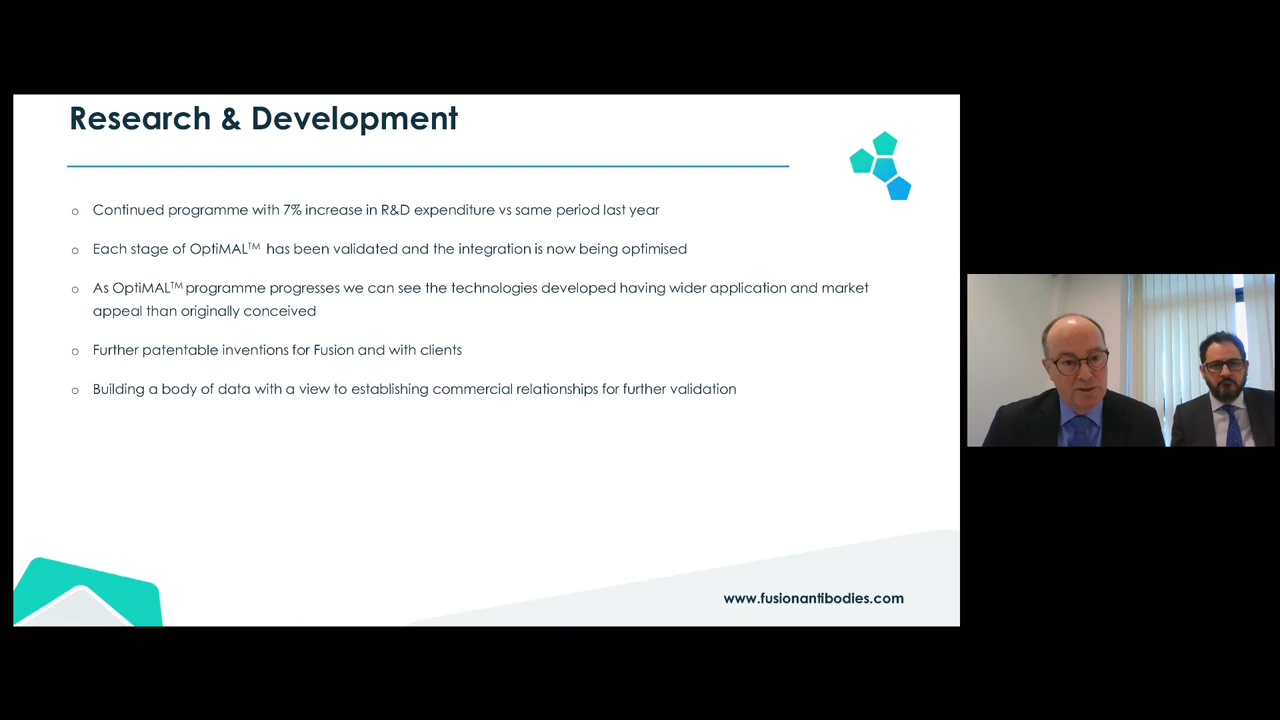 Research & Development
○ Continued programme with 7% increase in R&D expenditure vs same period last year
○ Each stage of OptiMAL™ has been validated and the integration is now being optimised
○ As OptiMAL™ programme progresses we can see the technologies developed having wider application and market
appeal than originally conceived
○ Further patentable inventions for Fusion and with clients
○ Building a body of data with a view to establishing commercial relationships for further validation
www.fusionantibodies.com